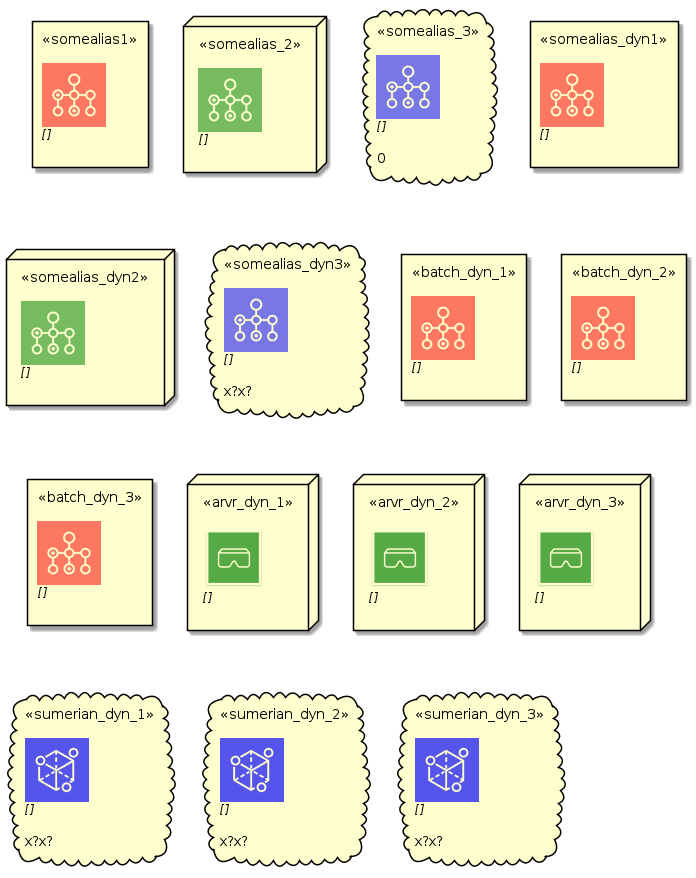 «somealias1»
[]
«somealias_2»
[]
«somealias_3»
[]
0
«somealias_dyn1»
[]
«somealias_dyn2»
[]
«somealias_dyn3»
[]
x?x?
«batch_dyn_1»
[]
«batch_dyn_2»
[]
«batch_dyn_3»
[]
«arvr_dyn_1»
[]
«arvr_dyn_2»
[]
«arvr_dyn_3»
[]
«sumerian_dyn_1»
[]
x?x?
«sumerian_dyn_2»
[]
x?x?
«sumerian_dyn_3»
[]
x?x?